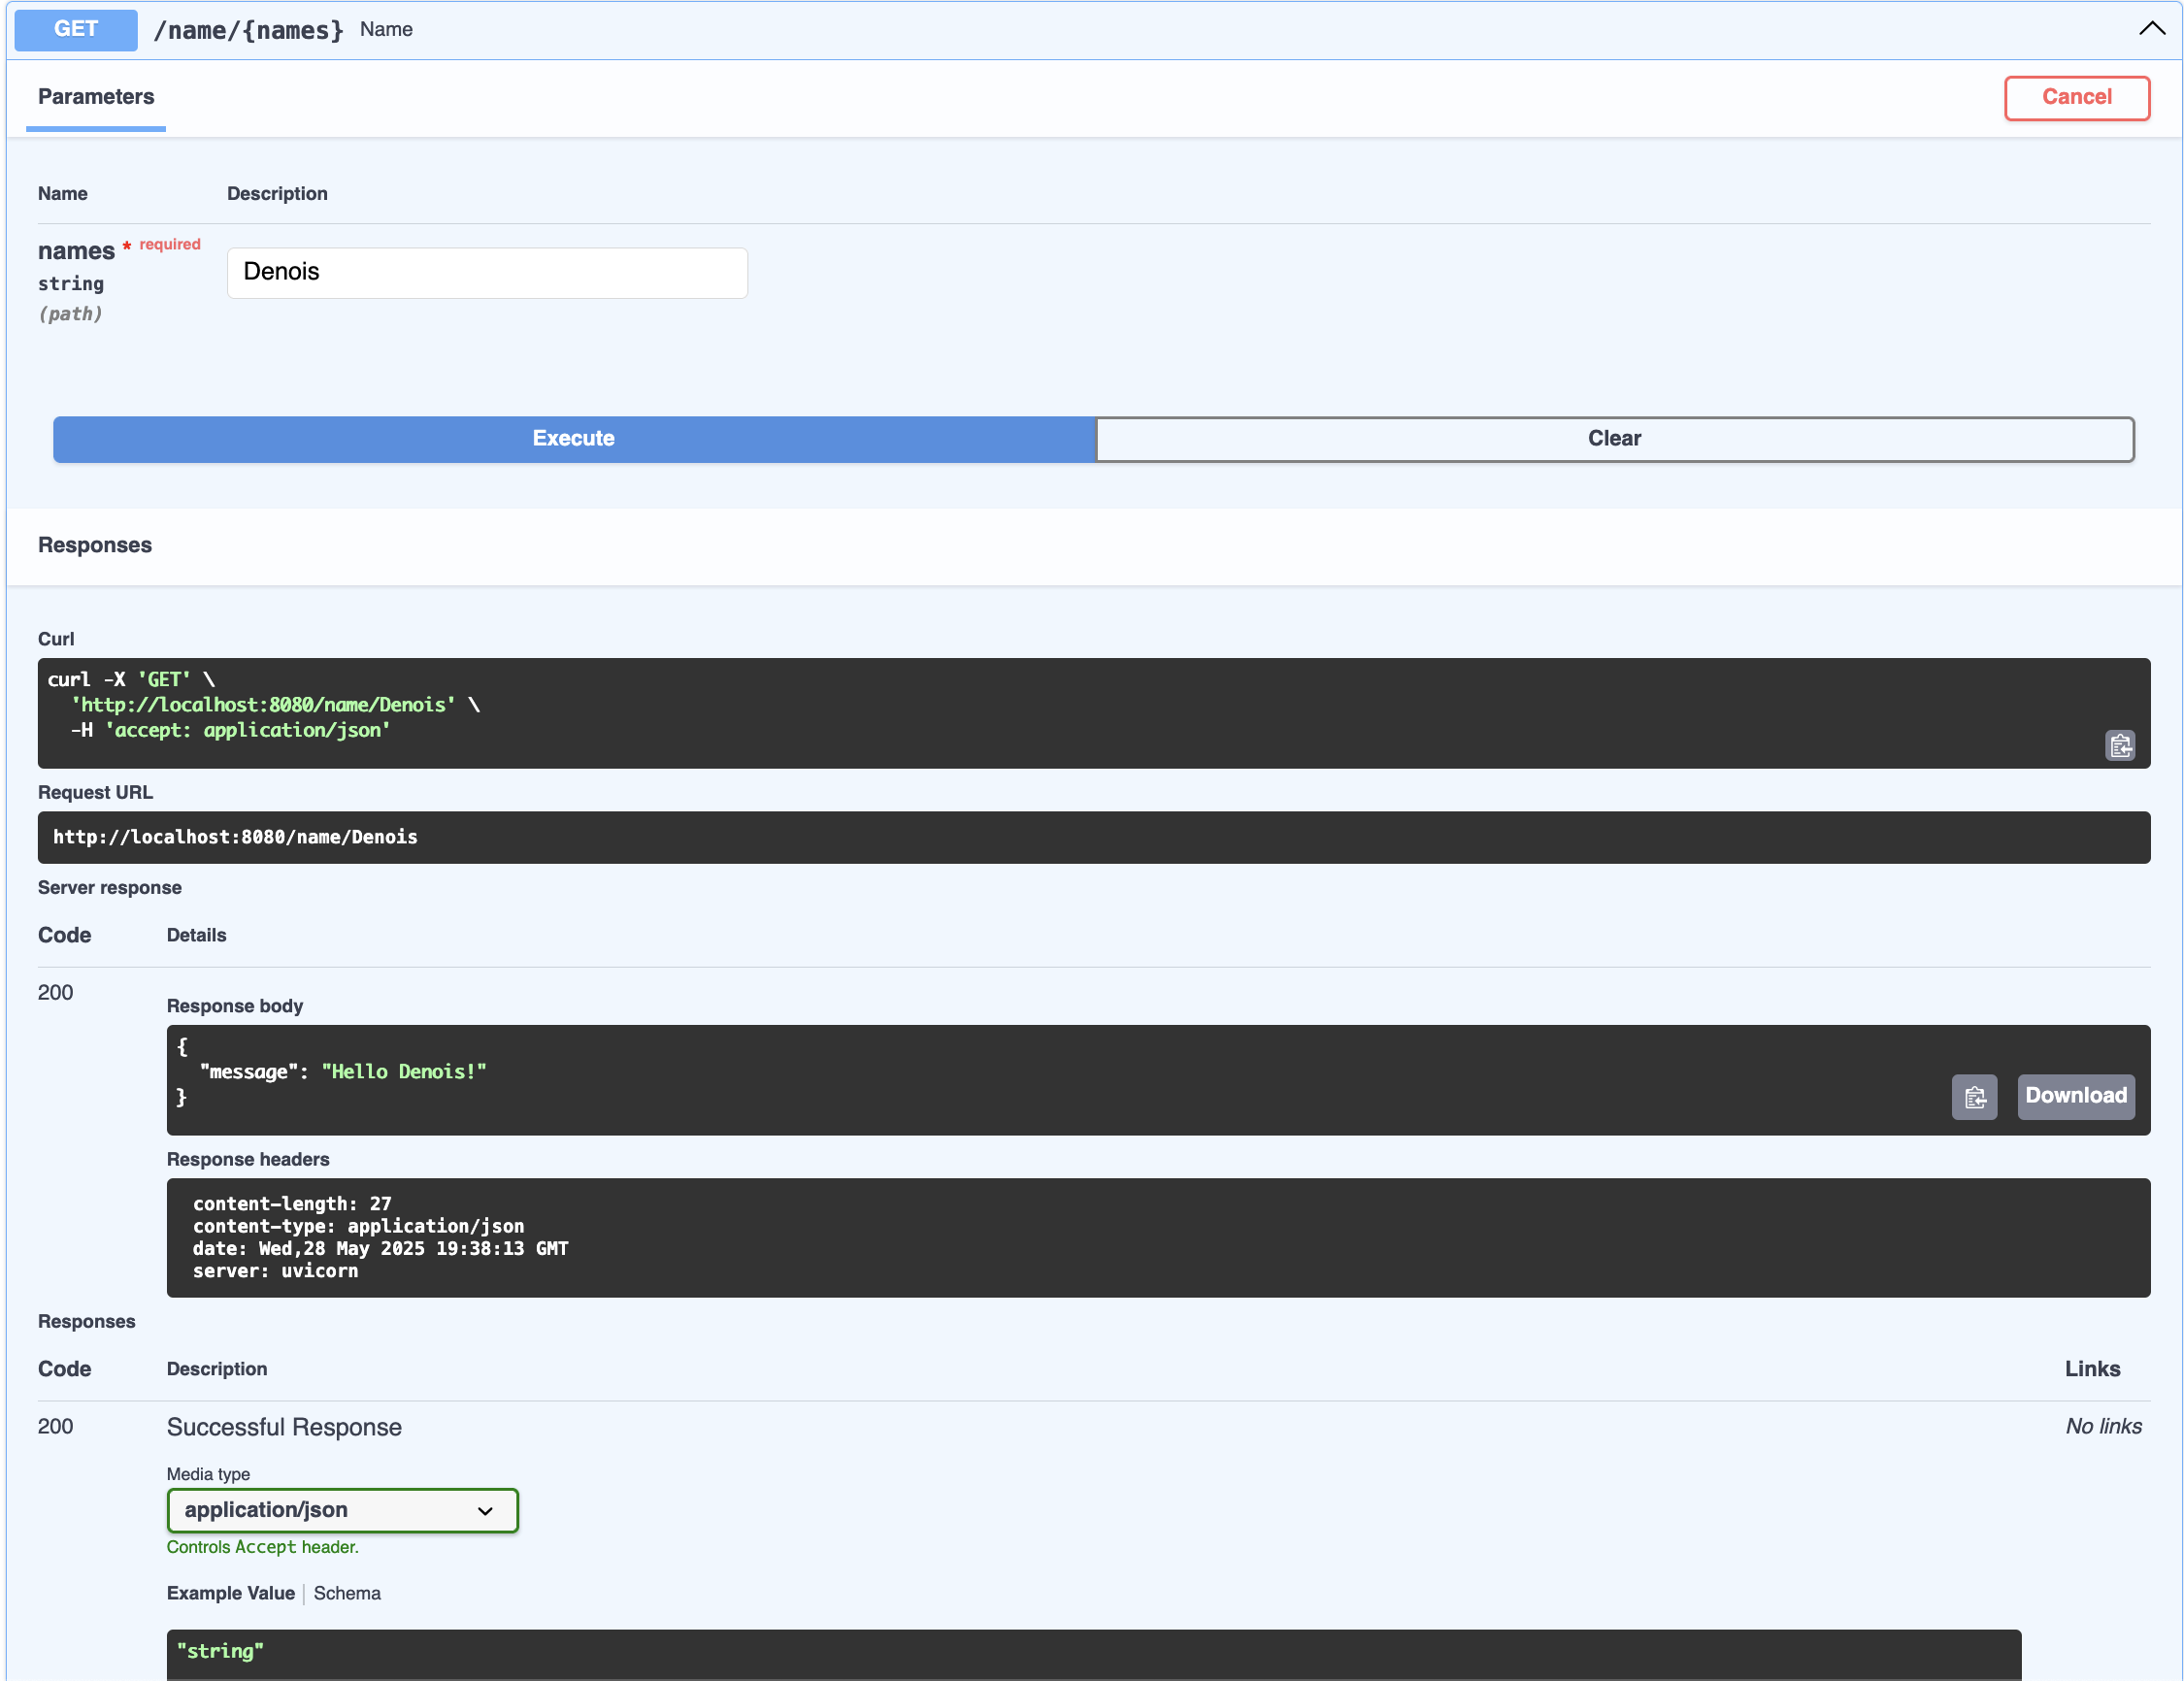 GET /name/{names} Name
Parameters
Cancel
Name Description
names * required
string
(path)
Denois
Execute Clear
Responses
Curl
curl -X 'GET' \
  'http://localhost:8080/name/Denois' \
  -H 'accept: application/json'
Request URL
http://localhost:8080/name/Denois
Server response
Code Details
200
Response body
{
  "message": "Hello Denois!"
}
Download
Response headers
content-length: 27
content-type: application/json
date: Wed,28 May 2025 19:38:13 GMT
server: uvicorn
Responses
Code Description Links
200 Successful Response No links
Media type
application/json
Controls Accept header.
Example Value Schema
"string"